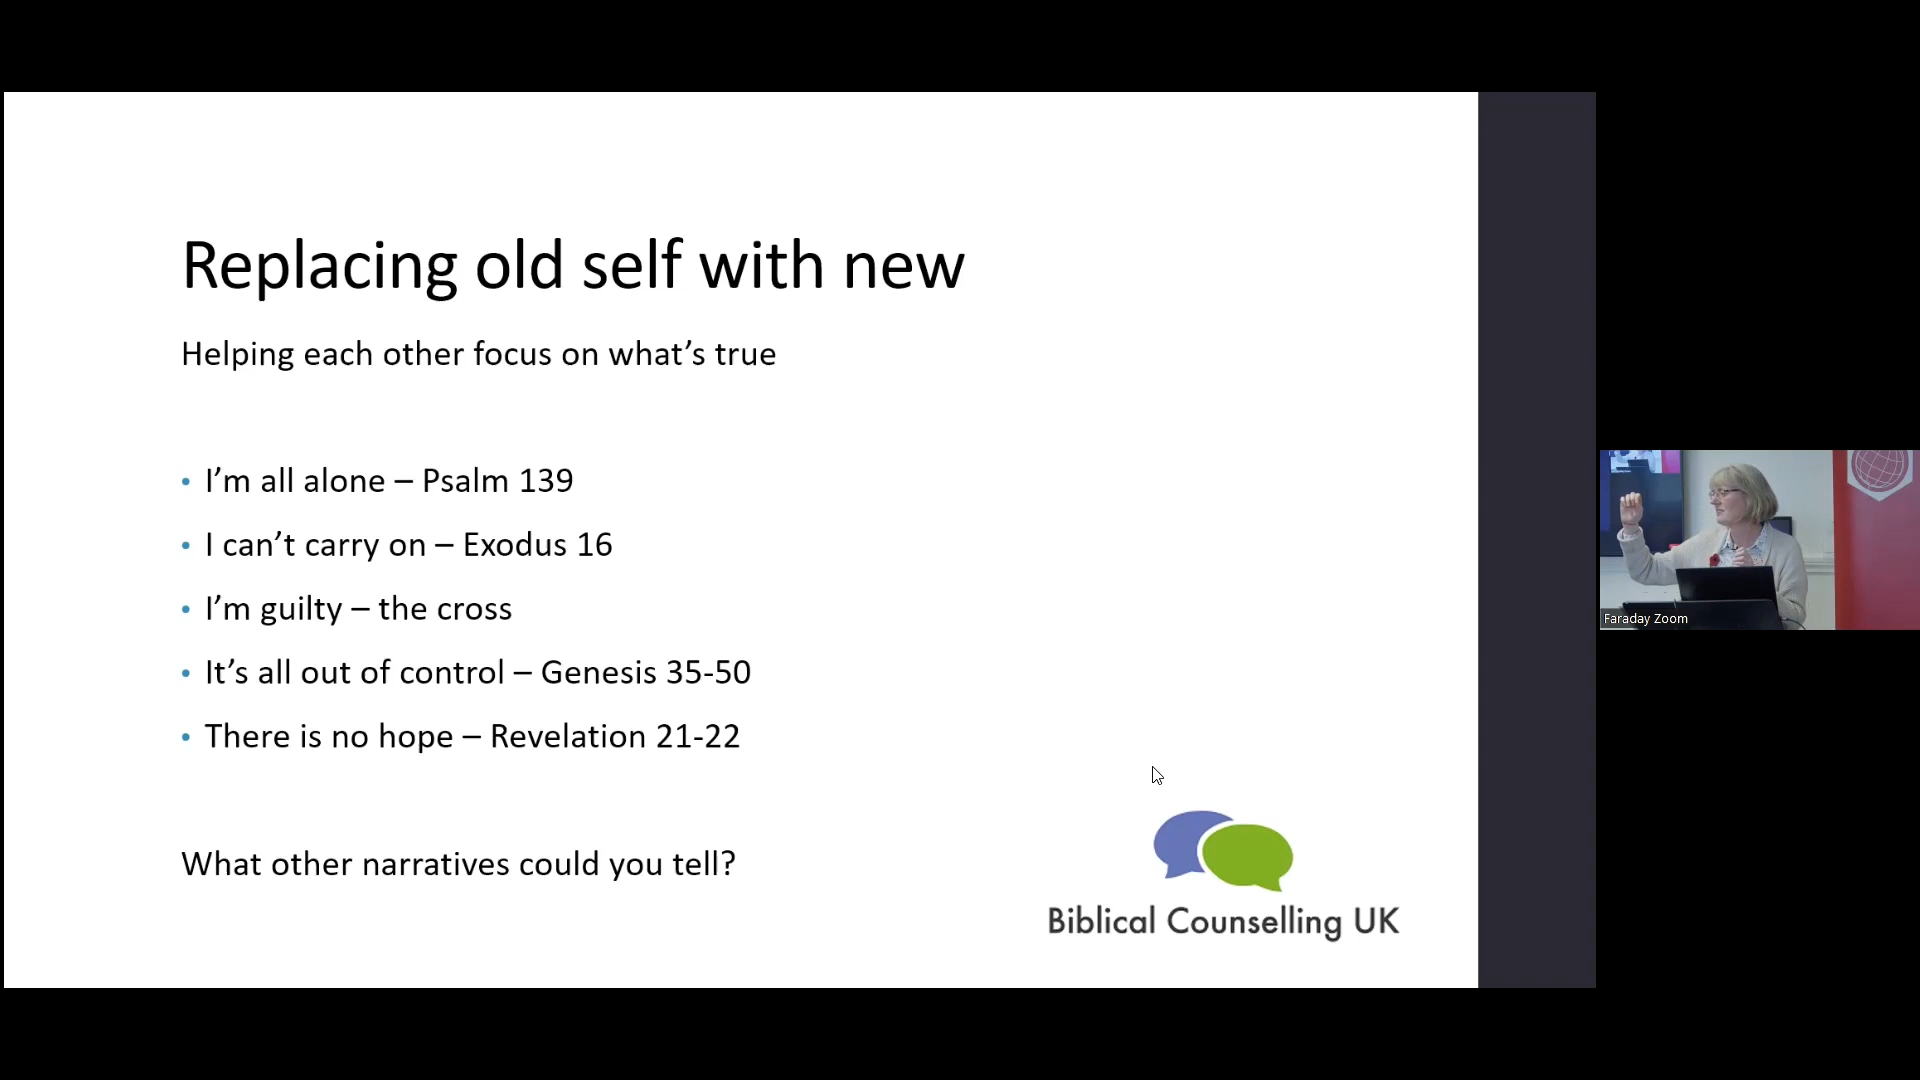 Replacing old self with new
Helping each other focus on what’s true
• I’m all alone – Psalm 139
• I can’t carry on – Exodus 16
• I’m guilty – the cross
• It’s all out of control – Genesis 35-50
• There is no hope – Revelation 21-22
What other narratives could you tell?
Biblical Counselling UK
Faraday Zoom